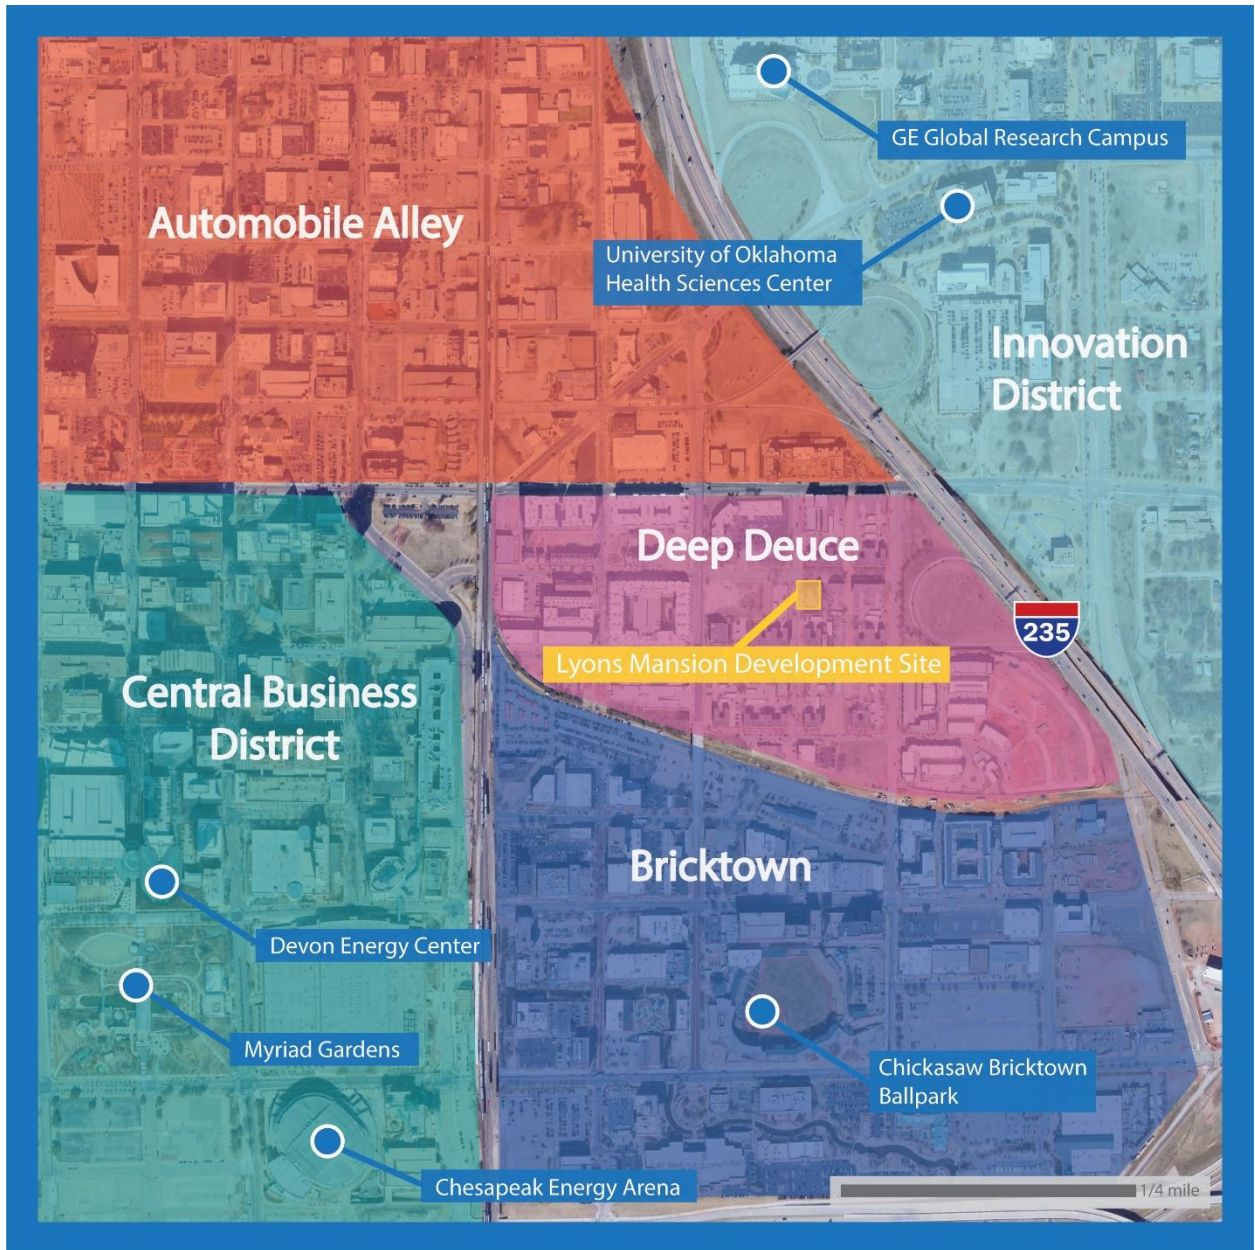 GE Global Research Campus
Automobile Alley
University of Oklahoma
Health Sciences Center
Innovation
District
Deep Deuce
235
Lyons Mansion Development Site
Central Business
District
Bricktown
Devon Energy Center
Myriad Gardens
Chickasaw Bricktown
Ballpark
Chesapeak Energy Arena
1/4 mile